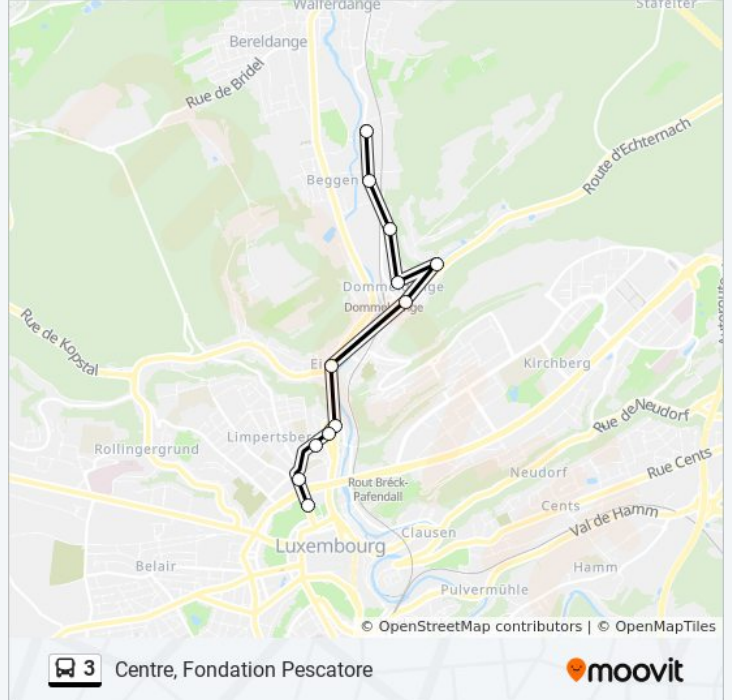 Walferdange
Stafelter
Bereldange
Rue de Bridel
Route d'Echternach
Beggen
Dommeldange
Dommeldange
Rue de Kopstal
Kirchberg
Rue de Neudorf
Limpertsberg
Rollingergrund
Rout Bréck-
Pafendall
Neudorf
Rue Cents
Cents
Val de Hamm
Clausen
Luxembourg
Belair
Hamm
Pulvermühle
© OpenStreetMap contributors | © OpenMapTiles
3 Centre, Fondation Pescatore
moovit